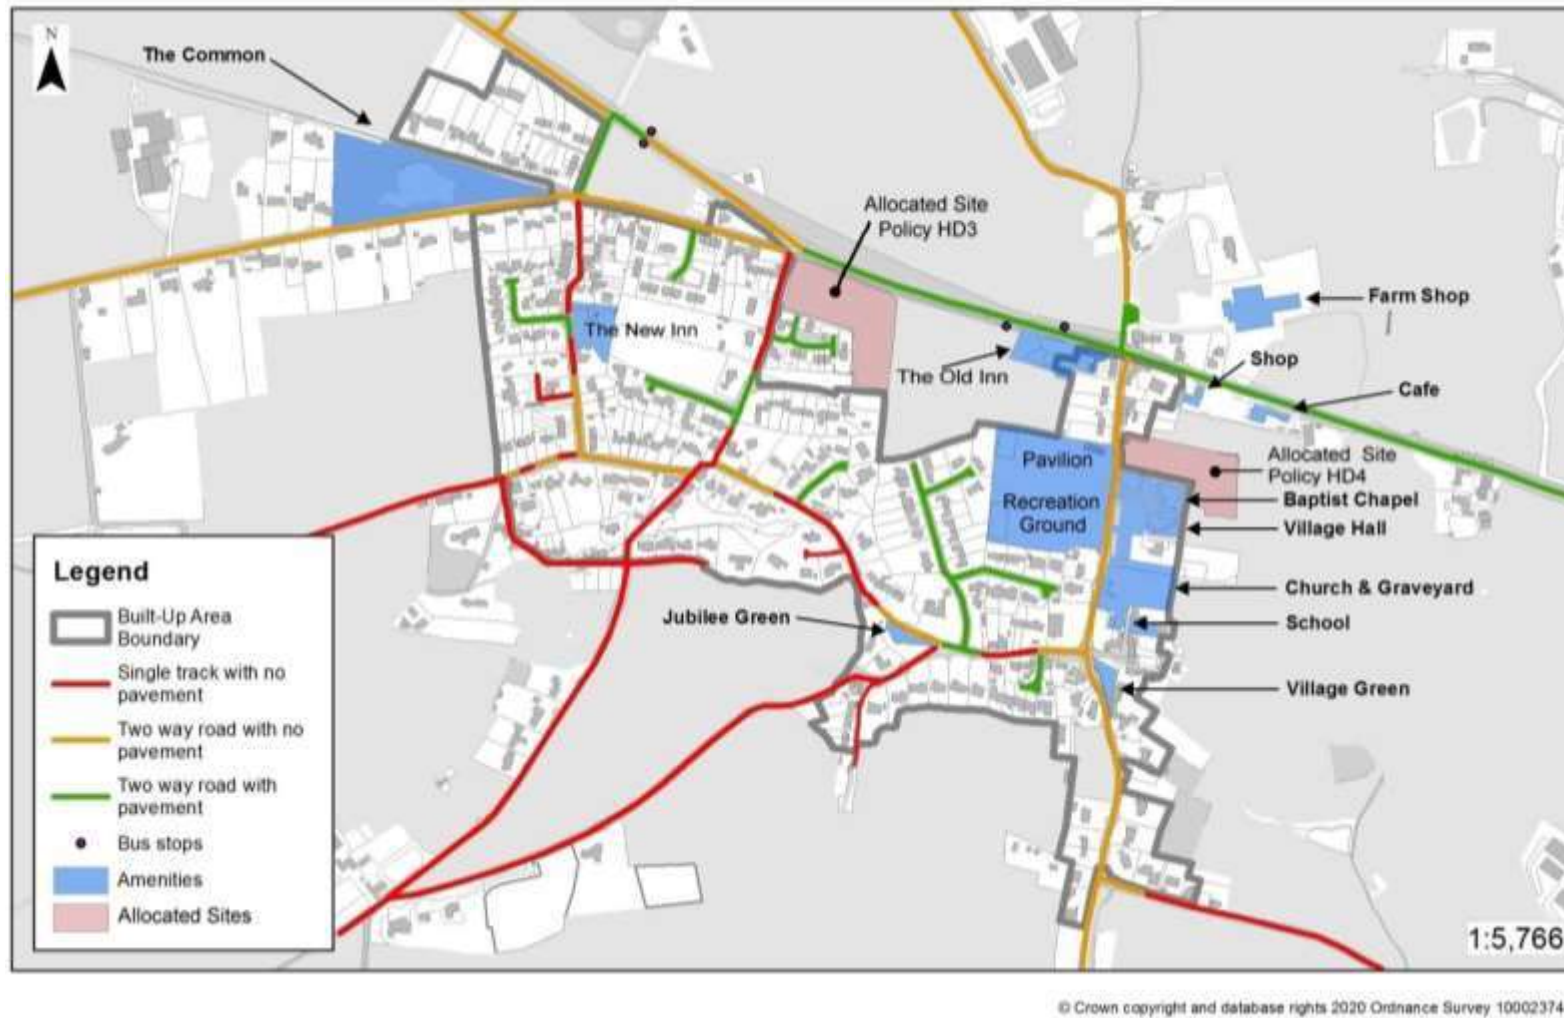 N
The Common
Allocated Site
Policy HD3
Farm Shop
The New Inn
The Old Inn
Shop
Cafe
Pavilion
Allocated Site
Policy HD4
Recreation
Ground
Baptist Chapel
Village Hall
Church & Graveyard
Jubilee Green
School
Village Green
Legend
Built-Up Area
Boundary
Single track with no
pavement
Two way road with no
pavement
Two way road with
pavement
Bus stops
Amenities
Allocated Sites
1:5,766
© Crown copyright and database rights 2020 Ordnance Survey 10002374